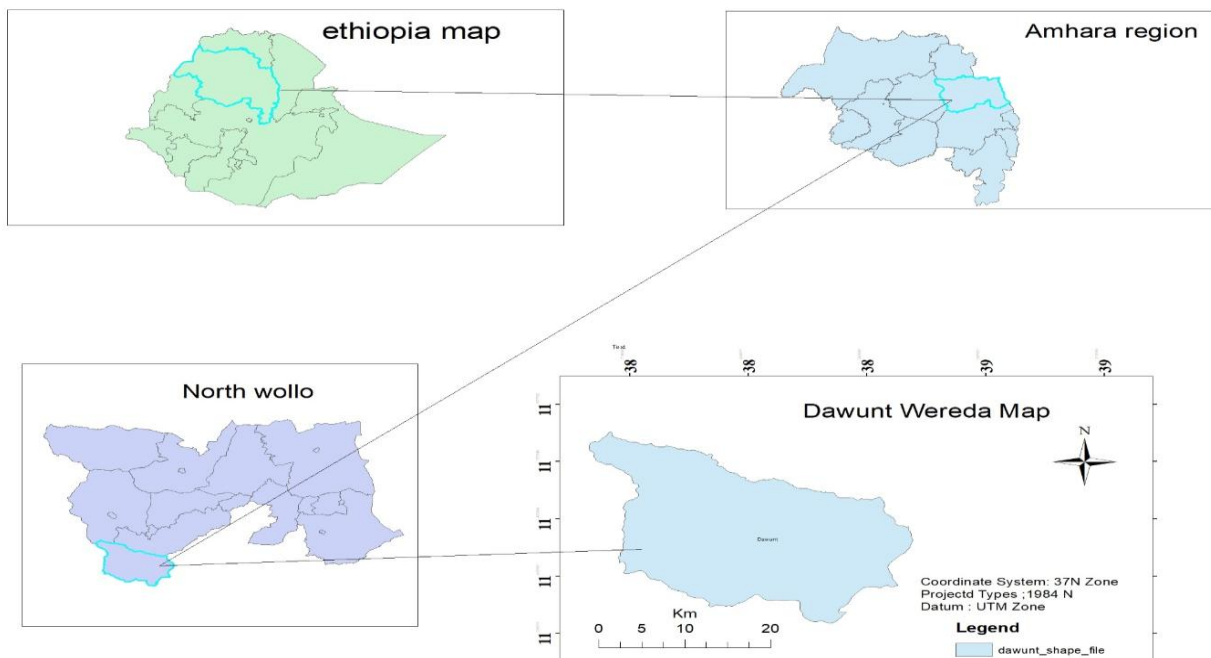 ethiopia map
Amhara region
North wollo
Text
38
38
38
39
39
11
11
11
11
11
Dawunt Wereda Map
N
Dawunt
Coordinate System: 37N Zone
Projectd Types ;1984 N
Datum : UTM Zone
Km
0 5 10 20
Legend
dawunt_shape_file